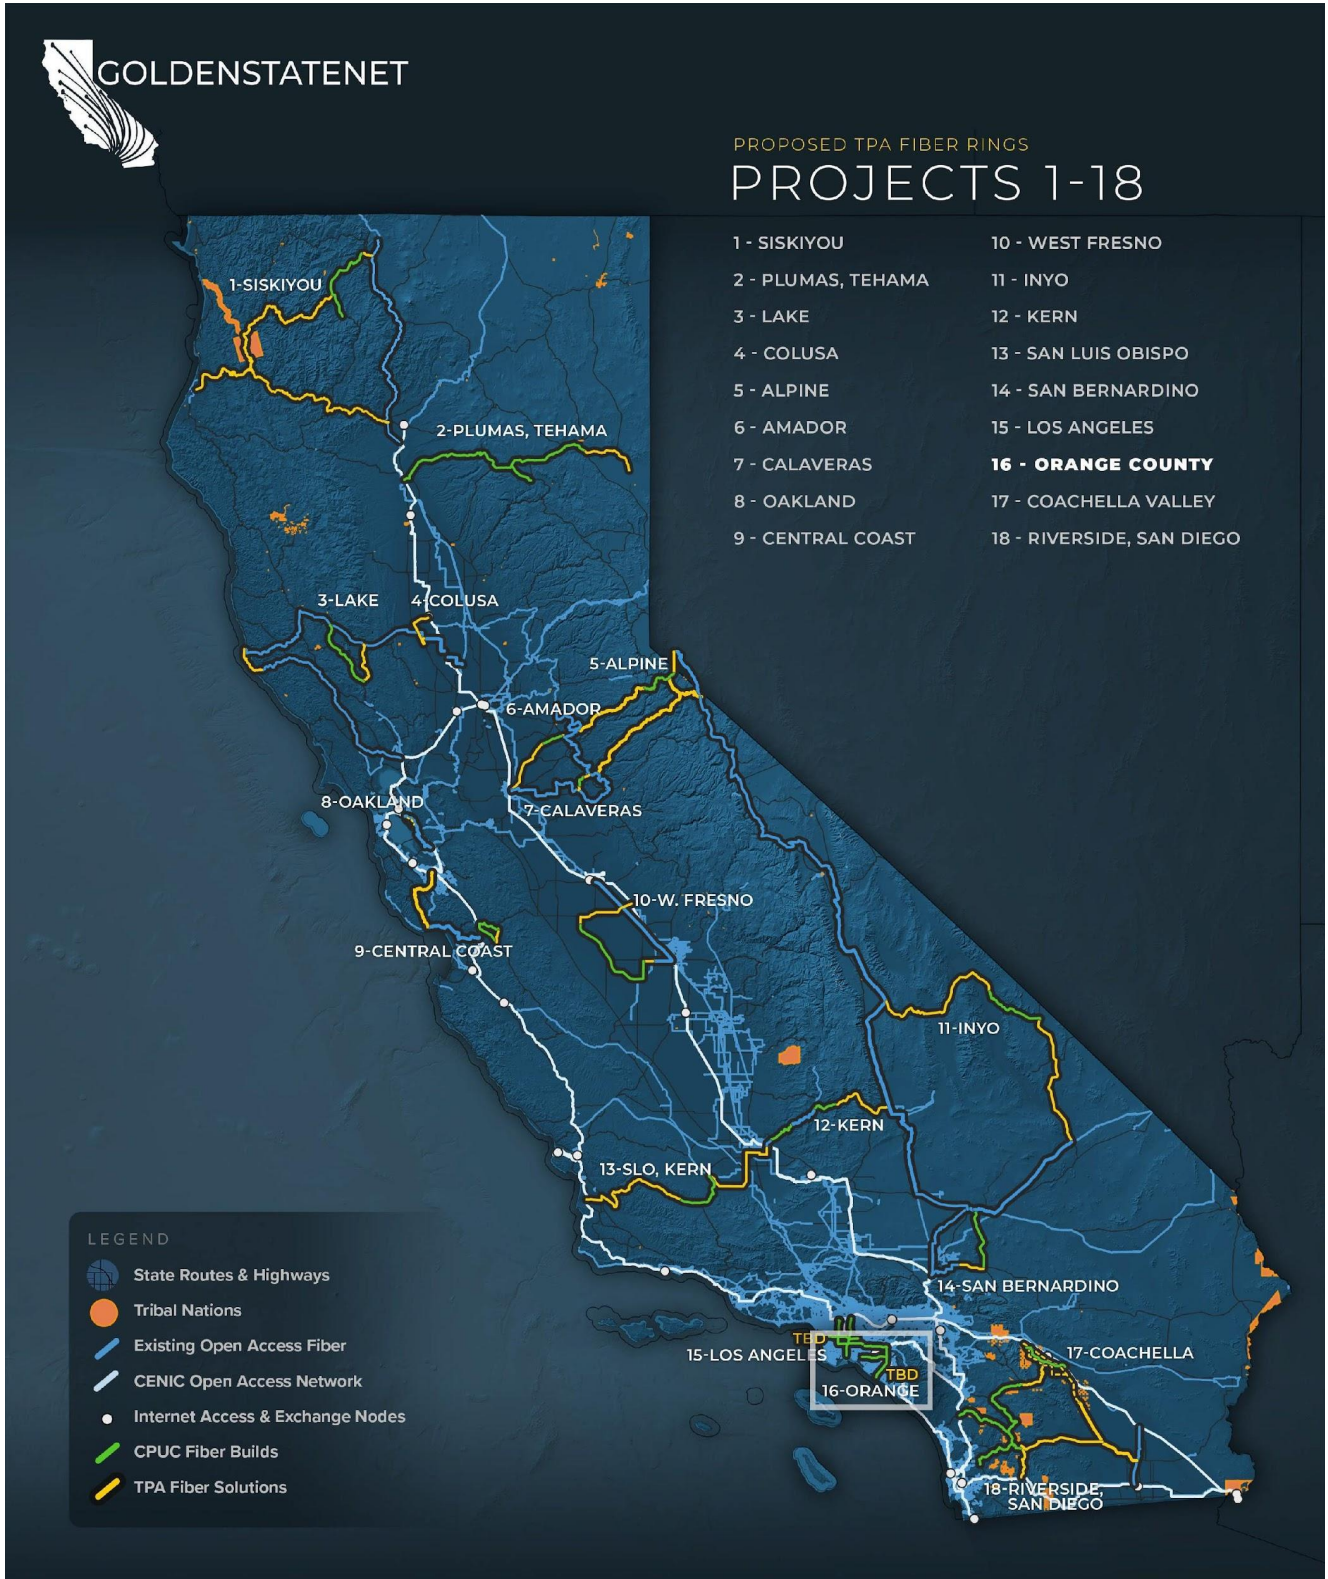 GOLDENSTATENET
PROPOSED TPA FIBER RINGS
PROJECTS 1-18
1 - SISKIYOU
2 - PLUMAS, TEHAMA
3 - LAKE
4 - COLUSA
5 - ALPINE
6 - AMADOR
7 - CALAVERAS
8 - OAKLAND
9 - CENTRAL COAST
10 - WEST FRESNO
11 - INYO
12 - KERN
13 - SAN LUIS OBISPO
14 - SAN BERNARDINO
15 - LOS ANGELES
16 - ORANGE COUNTY
17 - COACHELLA VALLEY
18 - RIVERSIDE, SAN DIEGO
1-SISKIYOU
2-PLUMAS, TEHAMA
3-LAKE
4-COLUSA
5-ALPINE
6-AMADOR
8-OAKLAND
7-CALAVERAS
10-W. FRESNO
9-CENTRAL COAST
11-INYO
12-KERN
13-SLO, KERN
14-SAN BERNARDINO
TBD
15-LOS ANGELES
17-COACHELLA
TBD
16-ORANGE
18-RIVERSIDE,
SAN DIEGO
LEGEND
State Routes & Highways
Tribal Nations
Existing Open Access Fiber
CENIC Open Access Network
Internet Access & Exchange Nodes
CPUC Fiber Builds
TPA Fiber Solutions